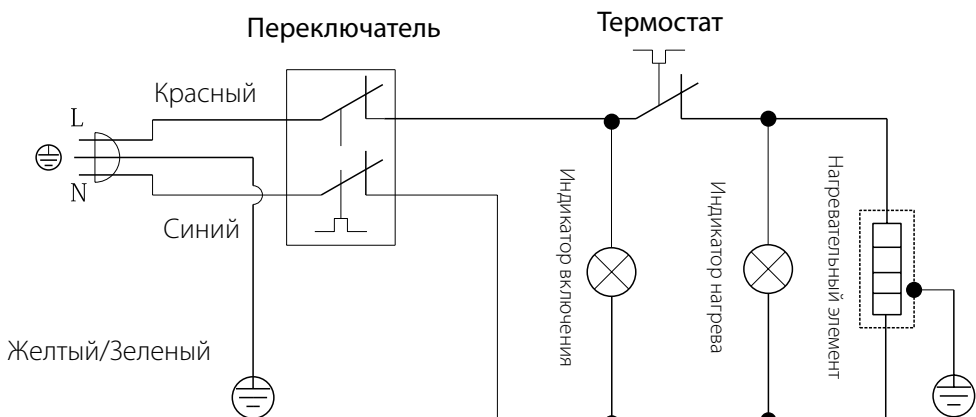 Переключатель
Термостат
Красный
L
N
Синий
Желтый/Зеленый
Индикатор включения
Индикатор нагрева
Нагревательный элемент